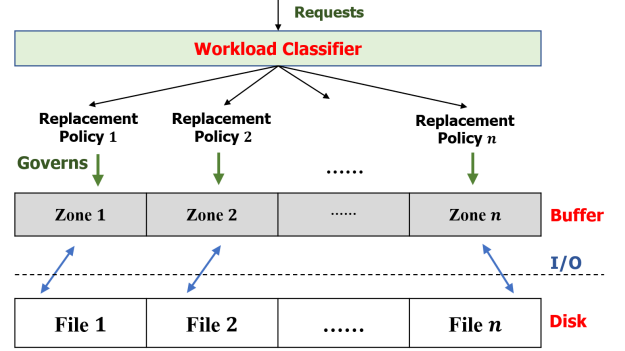 Requests
Workload Classifier
Replacement
Policy 1
Replacement
Policy 2
Replacement
Policy n
Governs
......
Zone 1
Zone 2
......
Zone n
Buffer
I/O
File 1
File 2
......
File n
Disk